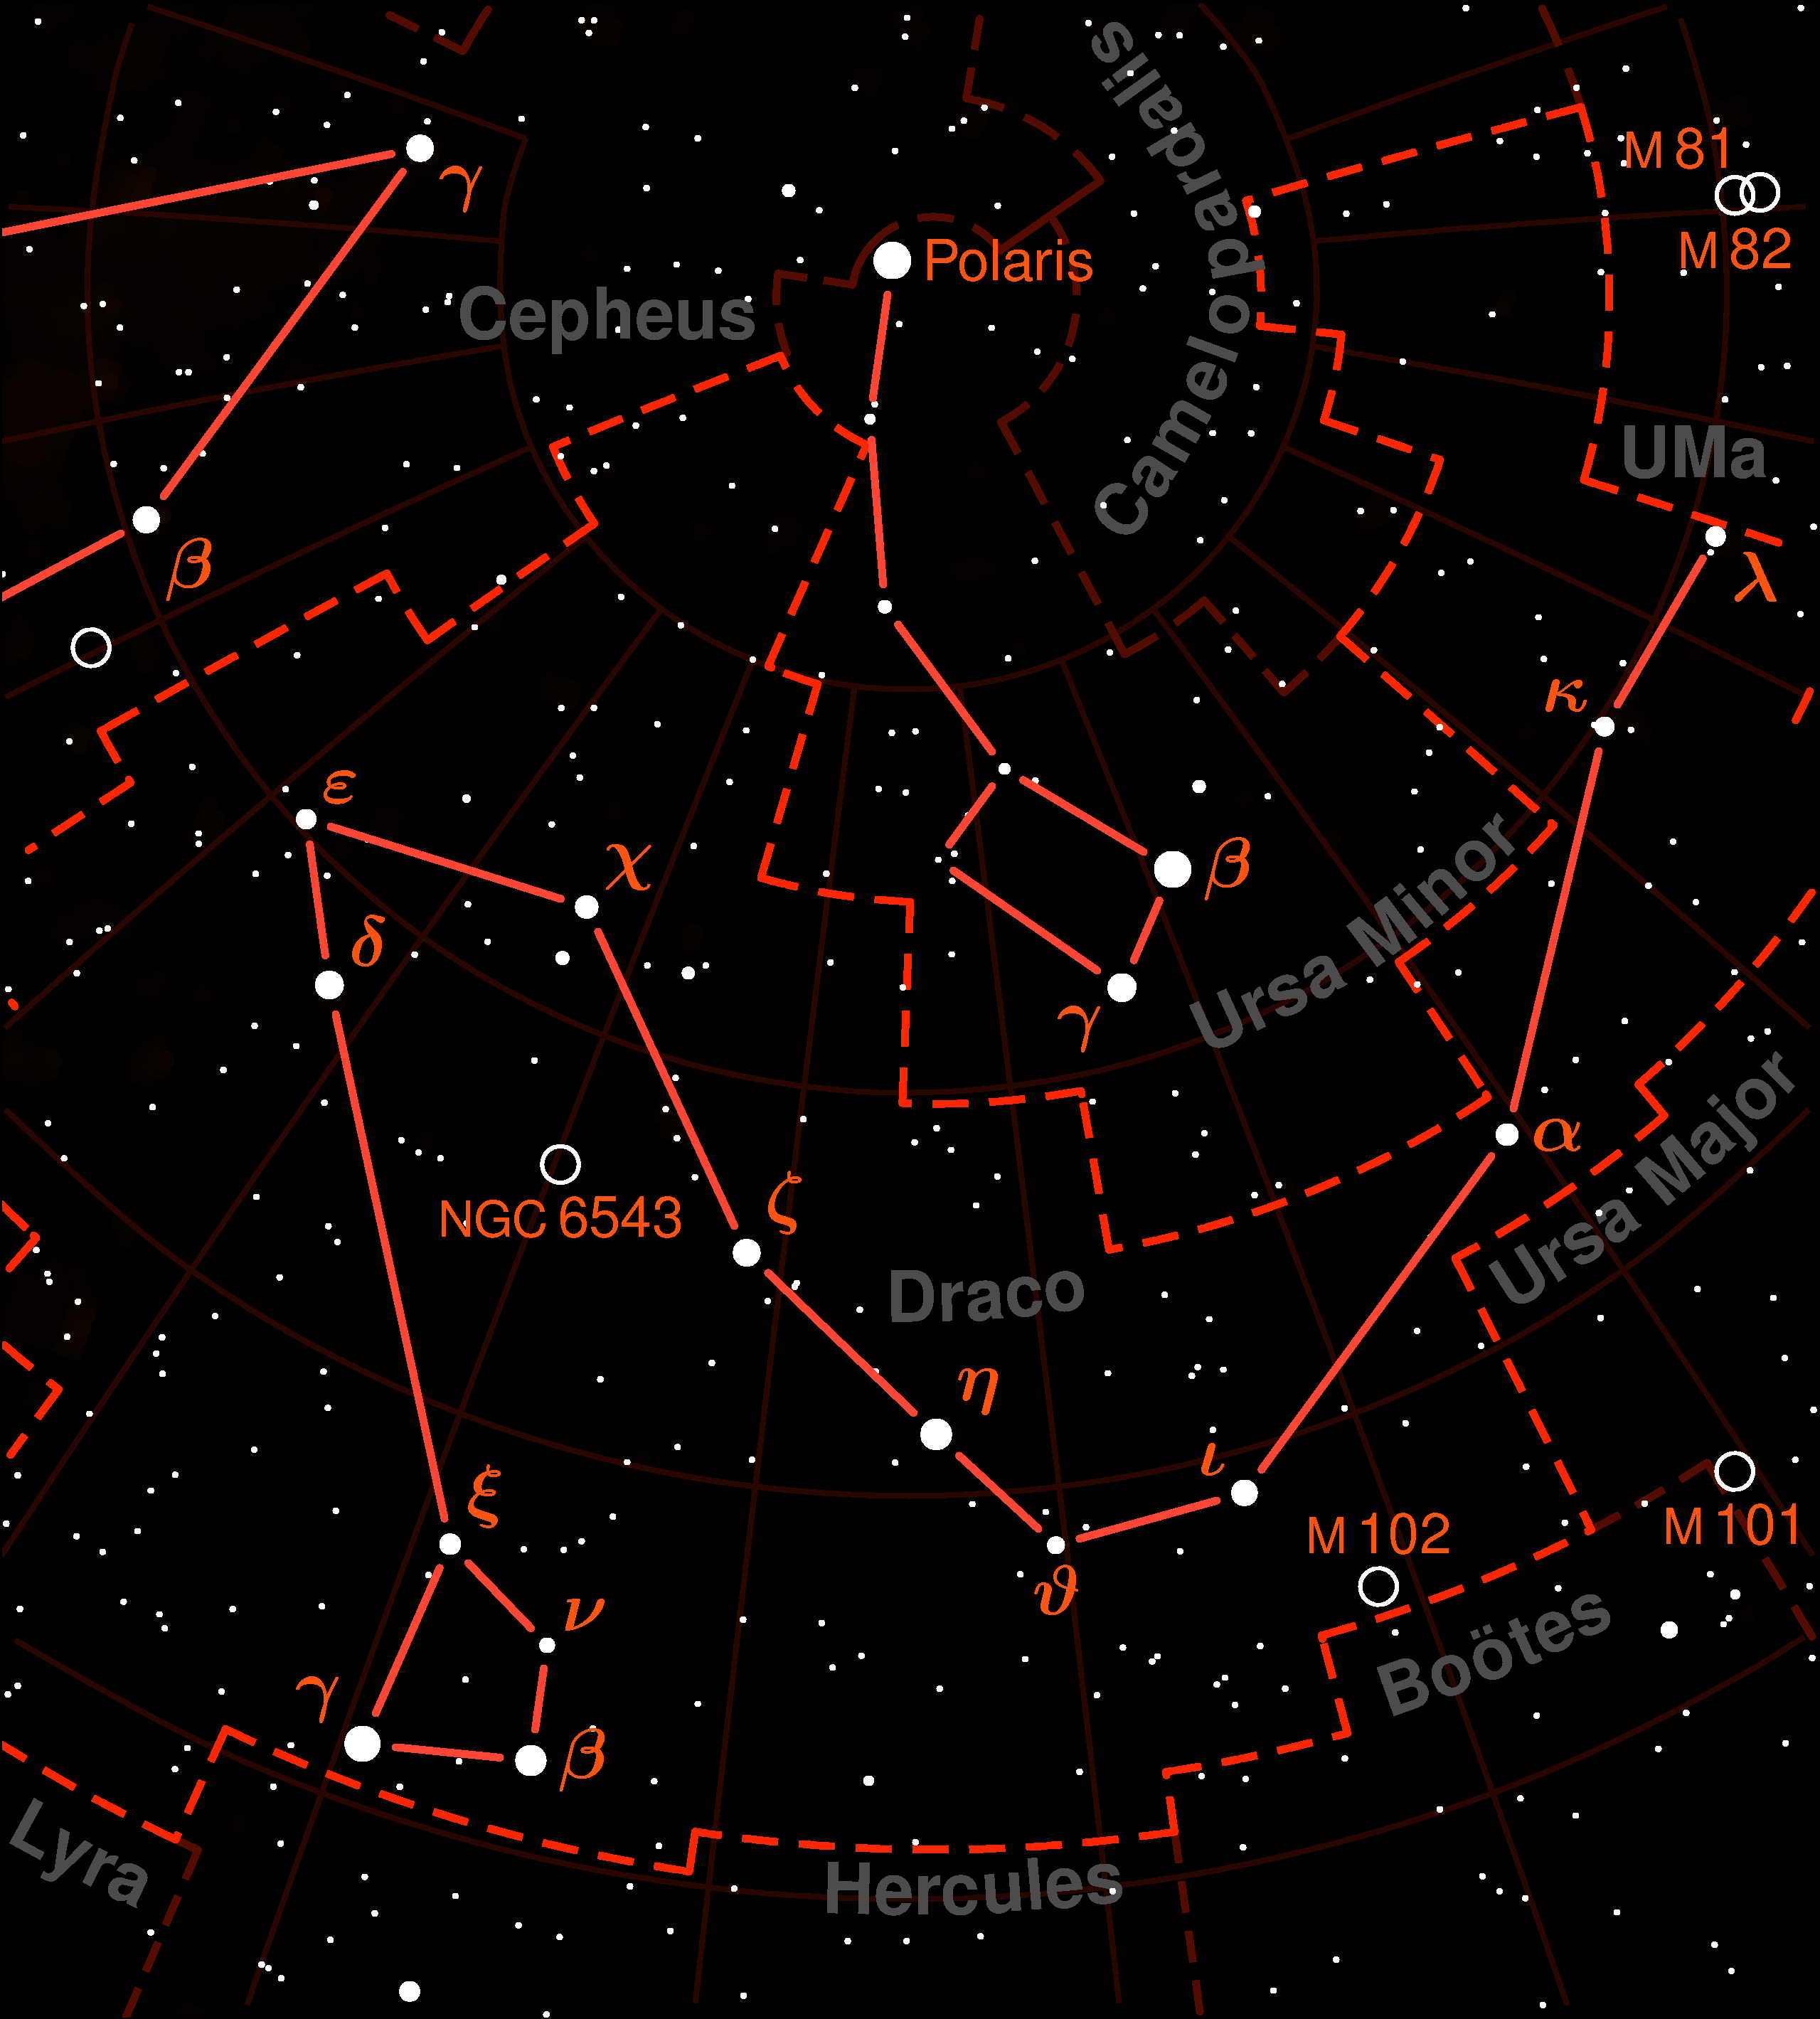 Camelopardalis
M 81
γ
Polaris
M 82
Cepheus
UMa
β
λ
κ
ε
χ
β
δ
Ursa Minor
γ
α
Ursa Major
ζ
NGC 6543
Draco
η
ι
ξ
M 102
M 101
ϑ
ν
Boötes
γ
β
Lyra
Hercules